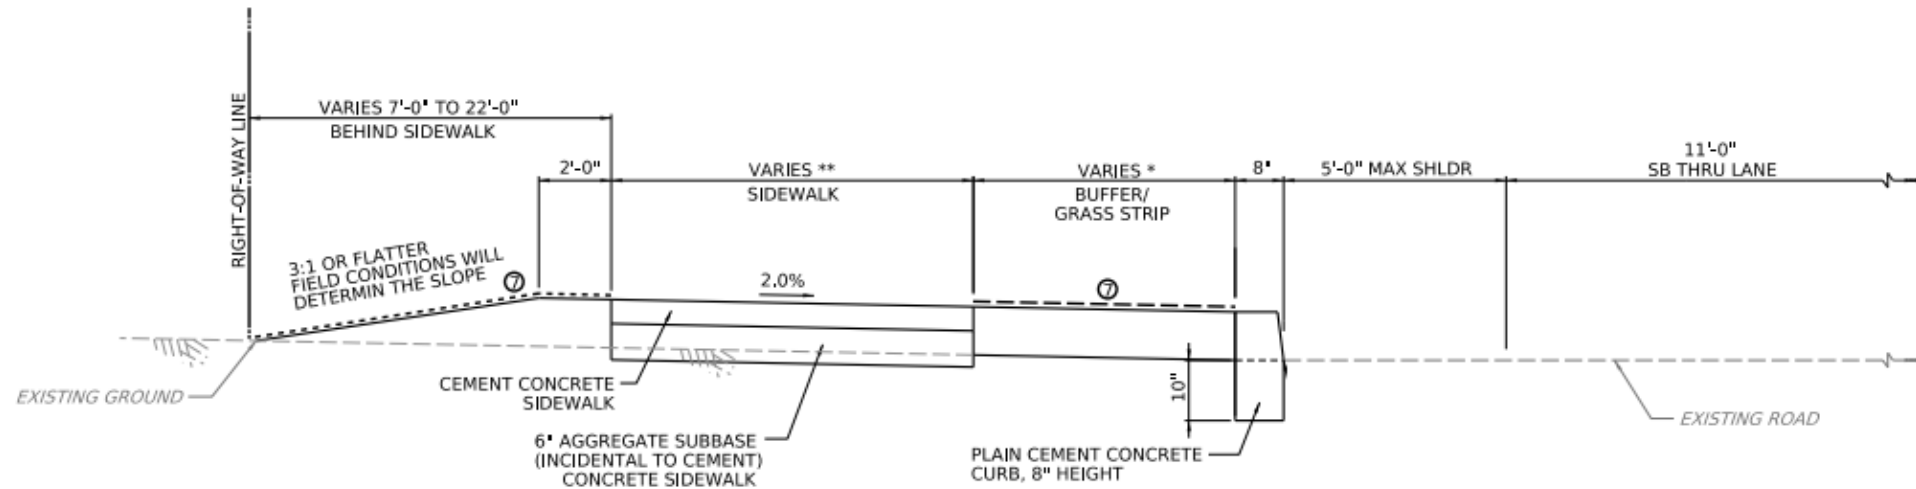 RIGHT-OF-WAY LINE
VARIES 7'-0" TO 22'-0"
BEHIND SIDEWALK
2'-0"
VARIES **
SIDEWALK
VARIES *
BUFFER/
GRASS STRIP
8"
5'-0" MAX SHLDR
11'-0"
SB THRU LANE
3:1 OR FLATTER
FIELD CONDITIONS WILL
DETERMIN THE SLOPE
7
2.0%
7
EXISTING GROUND
CEMENT CONCRETE
SIDEWALK
6" AGGREGATE SUBBASE
(INCIDENTAL TO CEMENT)
CONCRETE SIDEWALK
10"
PLAIN CEMENT CONCRETE
CURB, 8" HEIGHT
EXISTING ROAD